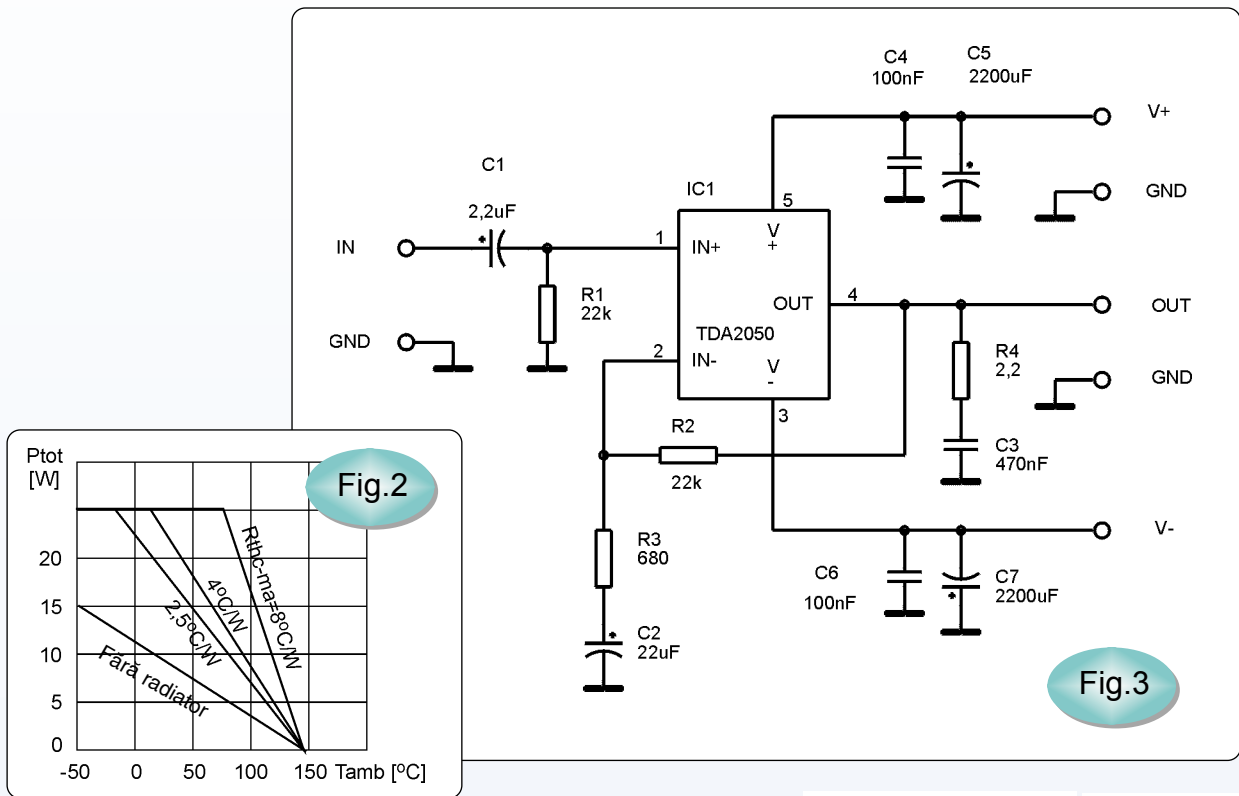 C4
100nF
C5
2200uF
V+
C1
2,2uF
IC1
5
V
+
GND
IN
1
IN+
R1
22k
OUT
4
OUT
TDA2050
GND
2
IN-
V
-
R4
2,2
GND
3
R2
22k
C3
470nF
Ptot
[W]
Fig.2
20
15
10
5
0
-50
0
50
100
150
Tamb [ºC]
Rthc-ma=8ºC/W
4ºC/W
2,5ºC/W
Fără radiator
R3
680
V-
C6
100nF
C7
2200uF
C2
22uF
Fig.3